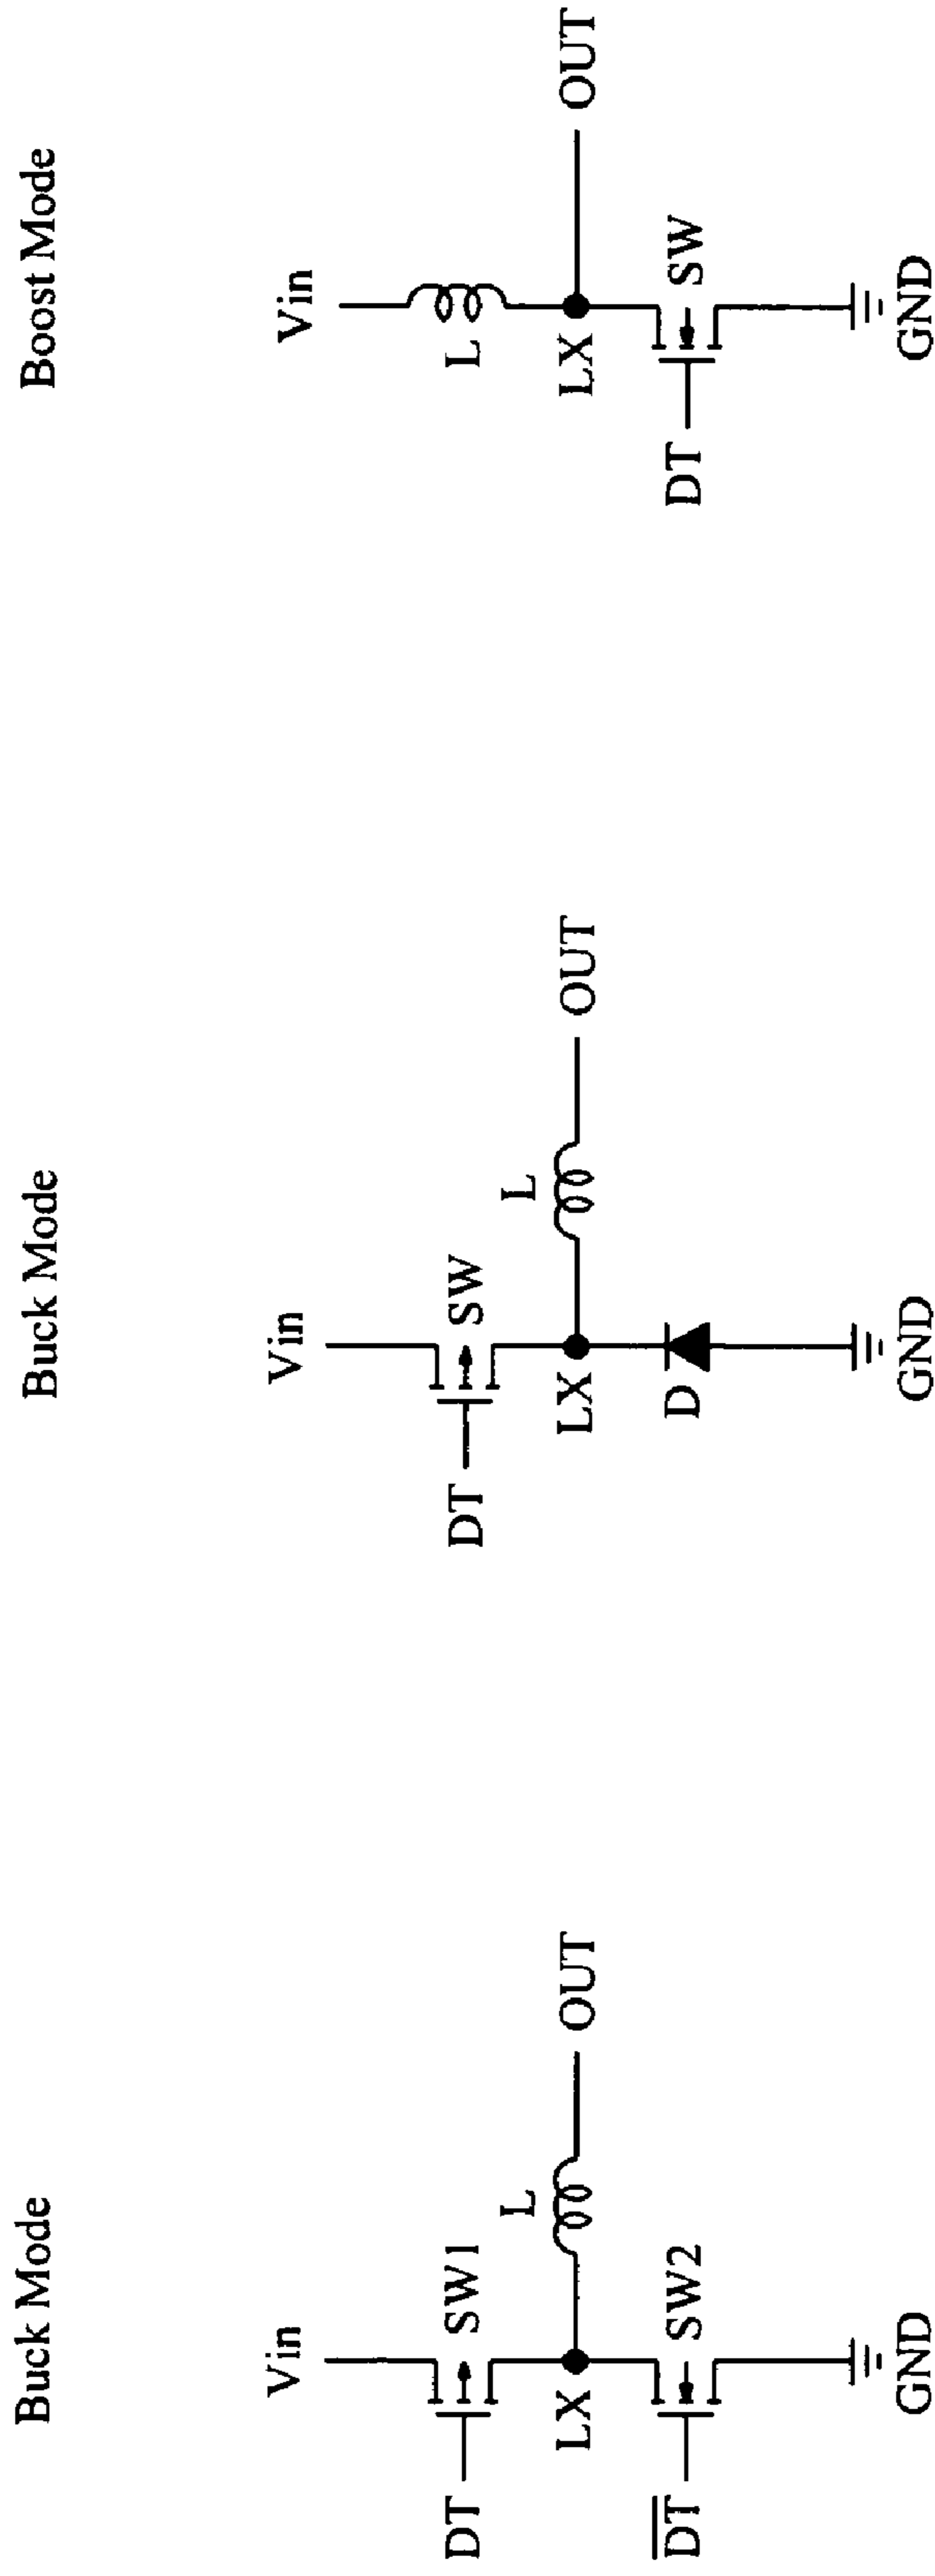 Buck Mode
Vin
DT
SW1
LX
L
OUT
D̅T̅
SW2
GND
Buck Mode
Vin
DT
SW
LX
L
OUT
D
GND
Boost Mode
Vin
L
LX
OUT
DT
SW
GND